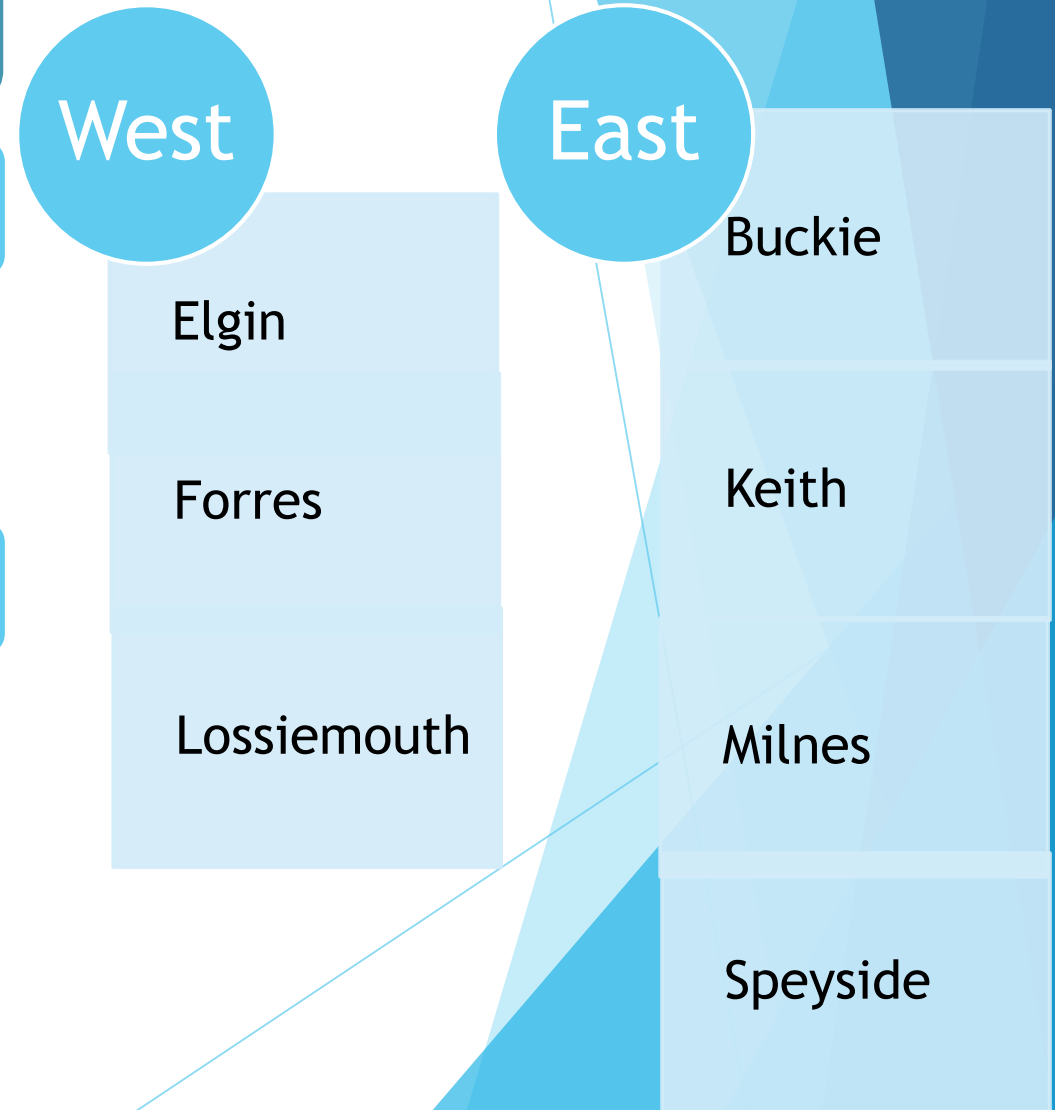 West
Elgin
Forres
Lossiemouth
East
Buckie
Keith
Milnes
Speyside